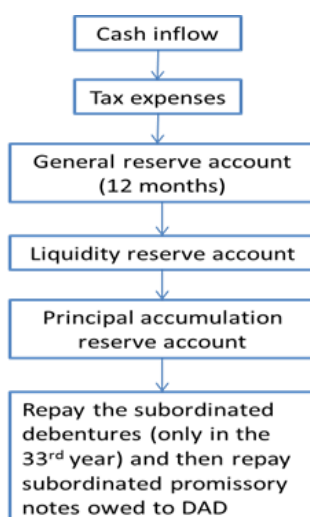 Cash inflow
Tax expenses
General reserve account
(12 months)
Liquidity reserve account
Principal accumulation
reserve account
Repay the subordinated
debentures (only in the
33rd year) and then repay
subordinated promissory
notes owed to DAD